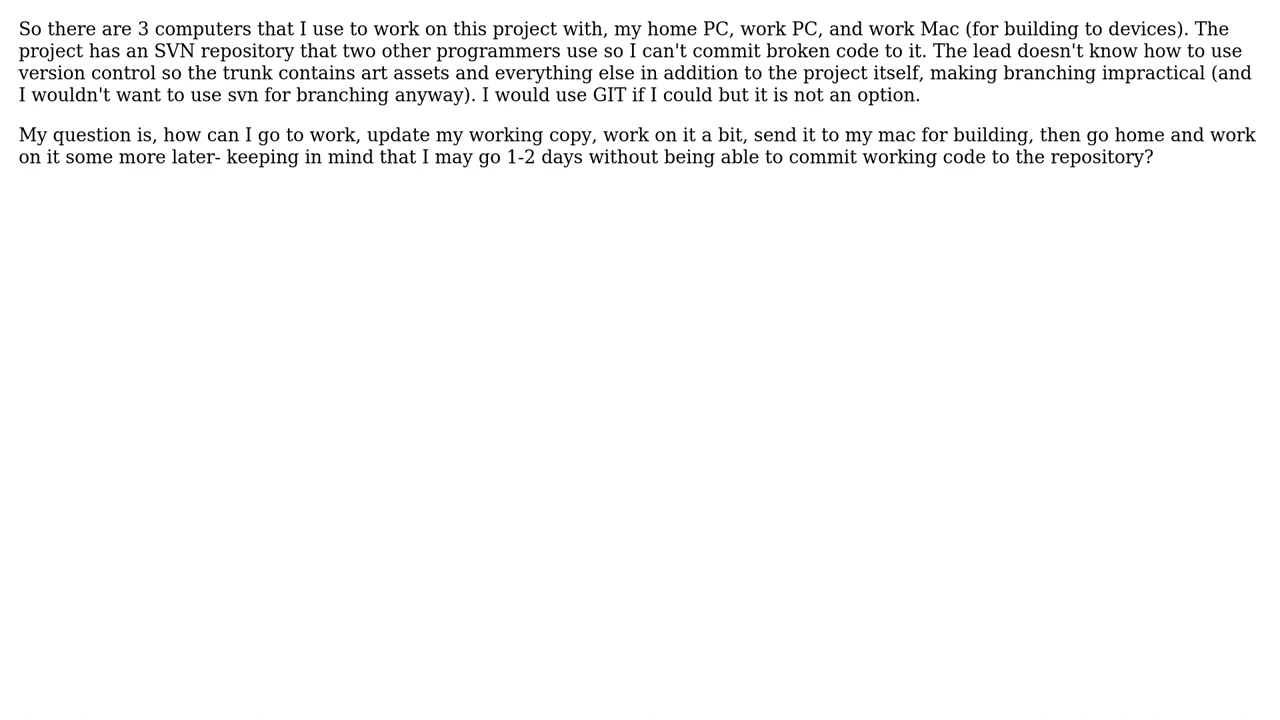 So there are 3 computers that I use to work on this project with, my home PC, work PC, and work Mac (for building to devices). The
project has an SVN repository that two other programmers use so I can't commit broken code to it. The lead doesn't know how to use
version control so the trunk contains art assets and everything else in addition to the project itself, making branching impractical (and
I wouldn't want to use svn for branching anyway). I would use GIT if I could but it is not an option.
My question is, how can I go to work, update my working copy, work on it a bit, send it to my mac for building, then go home and work
on it some more later- keeping in mind that I may go 1-2 days without being able to commit working code to the repository?